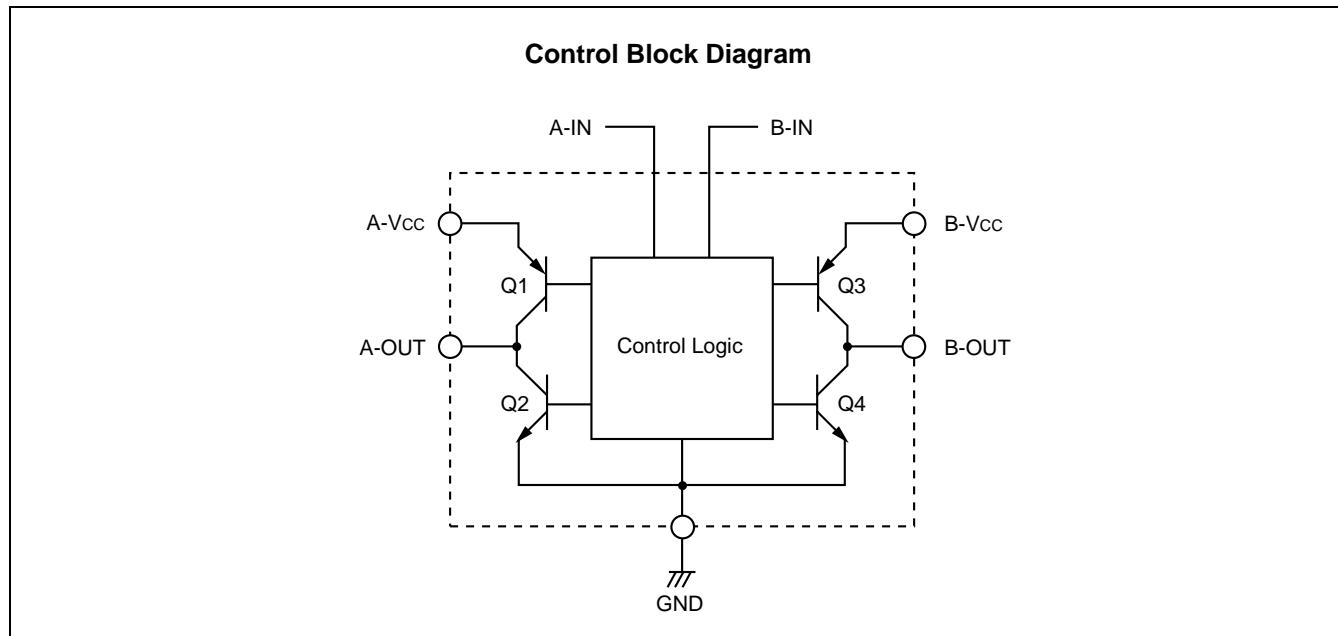 Control Block Diagram
A-IN
B-IN
A-VCC
B-VCC
Q1
Q3
A-OUT
Control Logic
B-OUT
Q2
Q4
GND